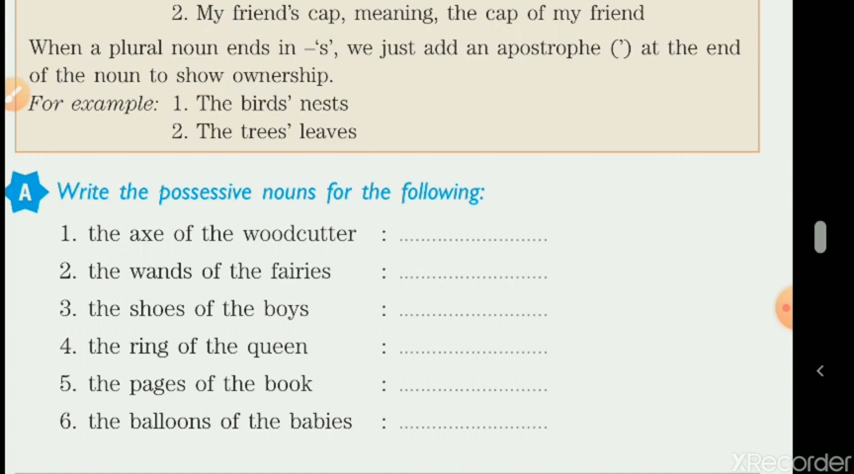 2. My friend's cap, meaning, the cap of my friend
When a plural noun ends in –‘s’, we just add an apostrophe (’) at the end
of the noun to show ownership.
For example: 1. The birds’ nests
2. The trees’ leaves
A Write the possessive nouns for the following:
1. the axe of the woodcutter : ............................
2. the wands of the fairies : ............................
3. the shoes of the boys : ............................
4. the ring of the queen : ............................
5. the pages of the book : ............................
6. the balloons of the babies : ............................
XRecorder